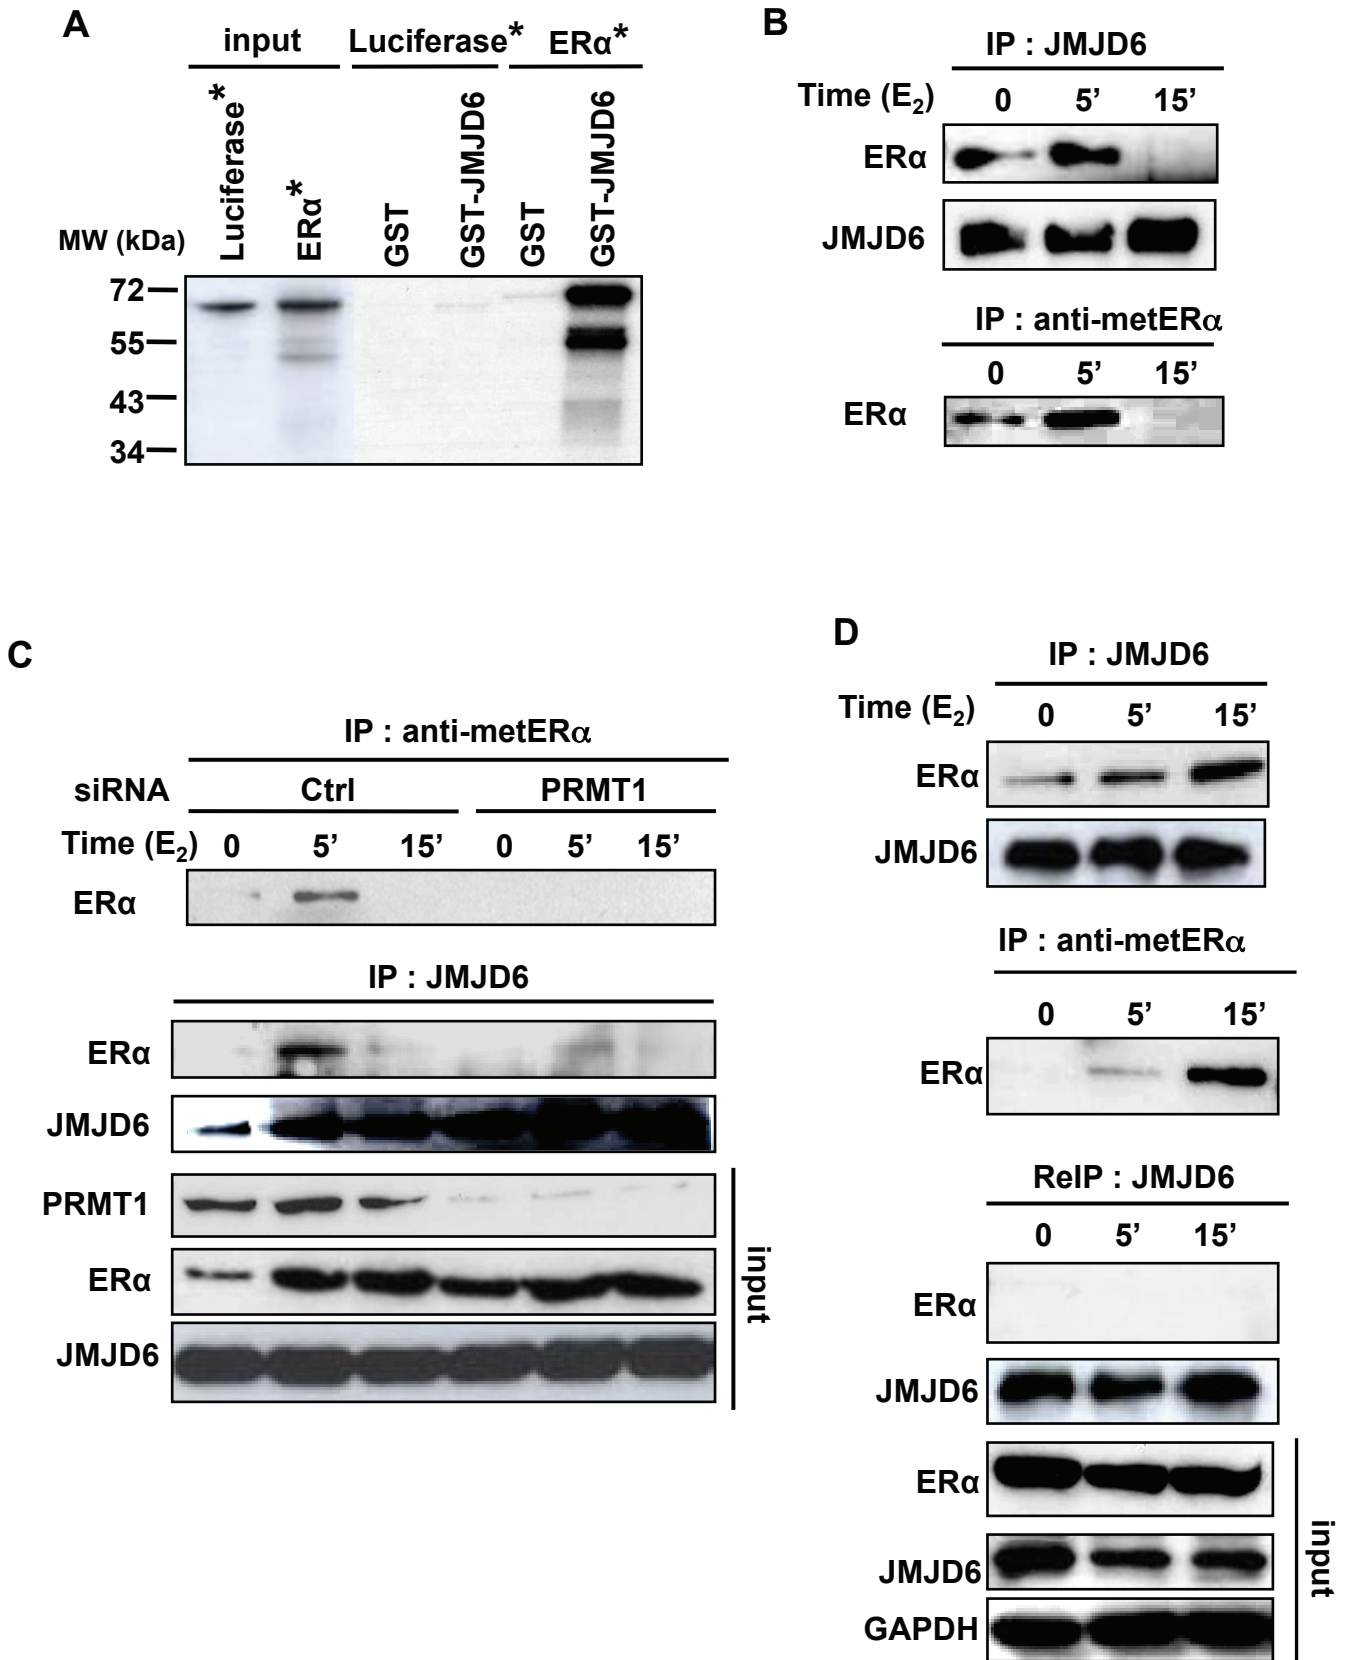 A
input Luciferase* ERα*
Luciferase* ERα* GST GST-JMJD6 GST GST-JMJD6
MW (kDa)
72
55
43
34
B
IP : JMJD6
Time (E2) 0 5’ 15’
ERα
JMJD6
IP : anti-metERα
0 5’ 15’
ERα
C
IP : anti-metERα
siRNA Ctrl PRMT1
Time (E2) 0 5’ 15’ 0 5’ 15’
ERα
IP : JMJD6
ERα
JMJD6
PRMT1
ERα
JMJD6
input
D
IP : JMJD6
Time (E2) 0 5’ 15’
ERα
JMJD6
IP : anti-metERα
0 5’ 15’
ERα
ReIP : JMJD6
0 5’ 15’
ERα
JMJD6
ERα
JMJD6
GAPDH
input